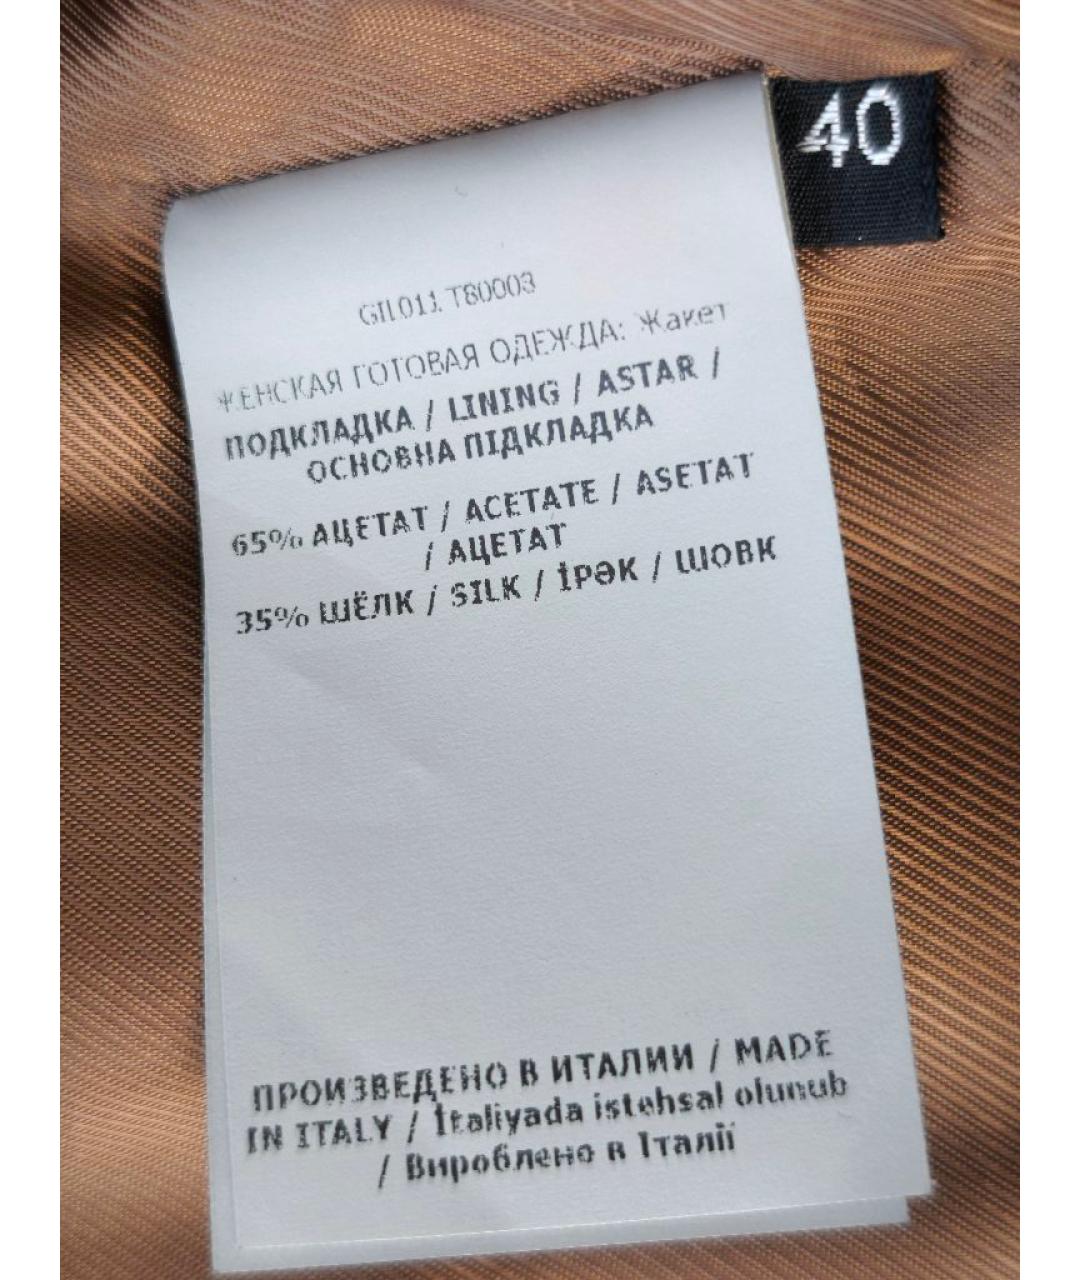 40
GIL011 T80003
ЖЕНСКАЯ ГОТОВАЯ ОДЕЖДА: Жакет
ПОДКЛАДКА / LINING / ASTAR /
ОСНОВНА ПІДКЛАДКА
65% АЦЕТАТ / ACETATE / ASETAT
/ АЦЕТАТ
35% ШЁЛК / SILK / İPƏK / ШОВК
ПРОИЗВЕДЕНО В ИТАЛИИ / MADE
IN ITALY / İtaliyada istehsal olunub
/ Вироблено в Італії